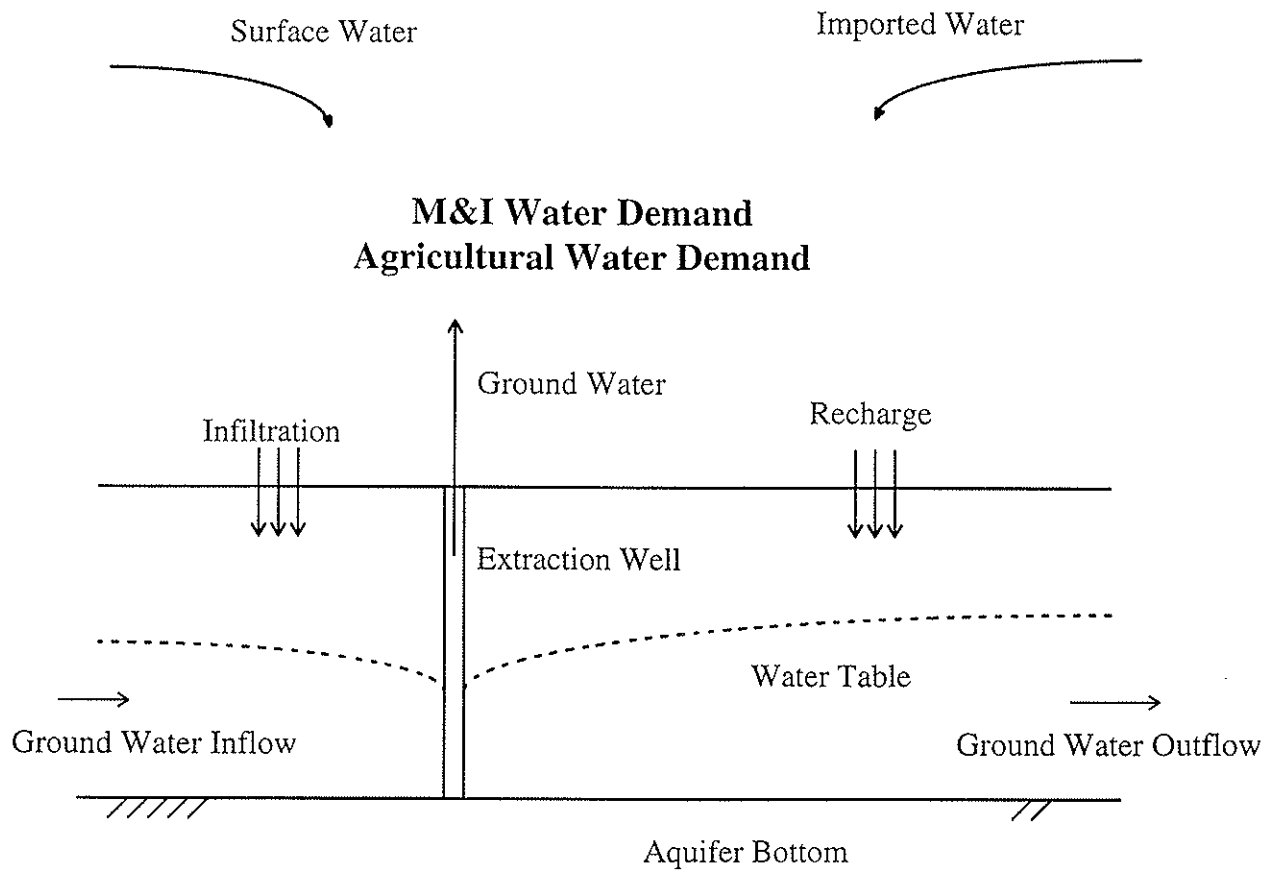 Surface Water
Imported Water
M&I Water Demand
Agricultural Water Demand
Ground Water
Infiltration
Recharge
Extraction Well
Water Table
Ground Water Inflow
Ground Water Outflow
Aquifer Bottom